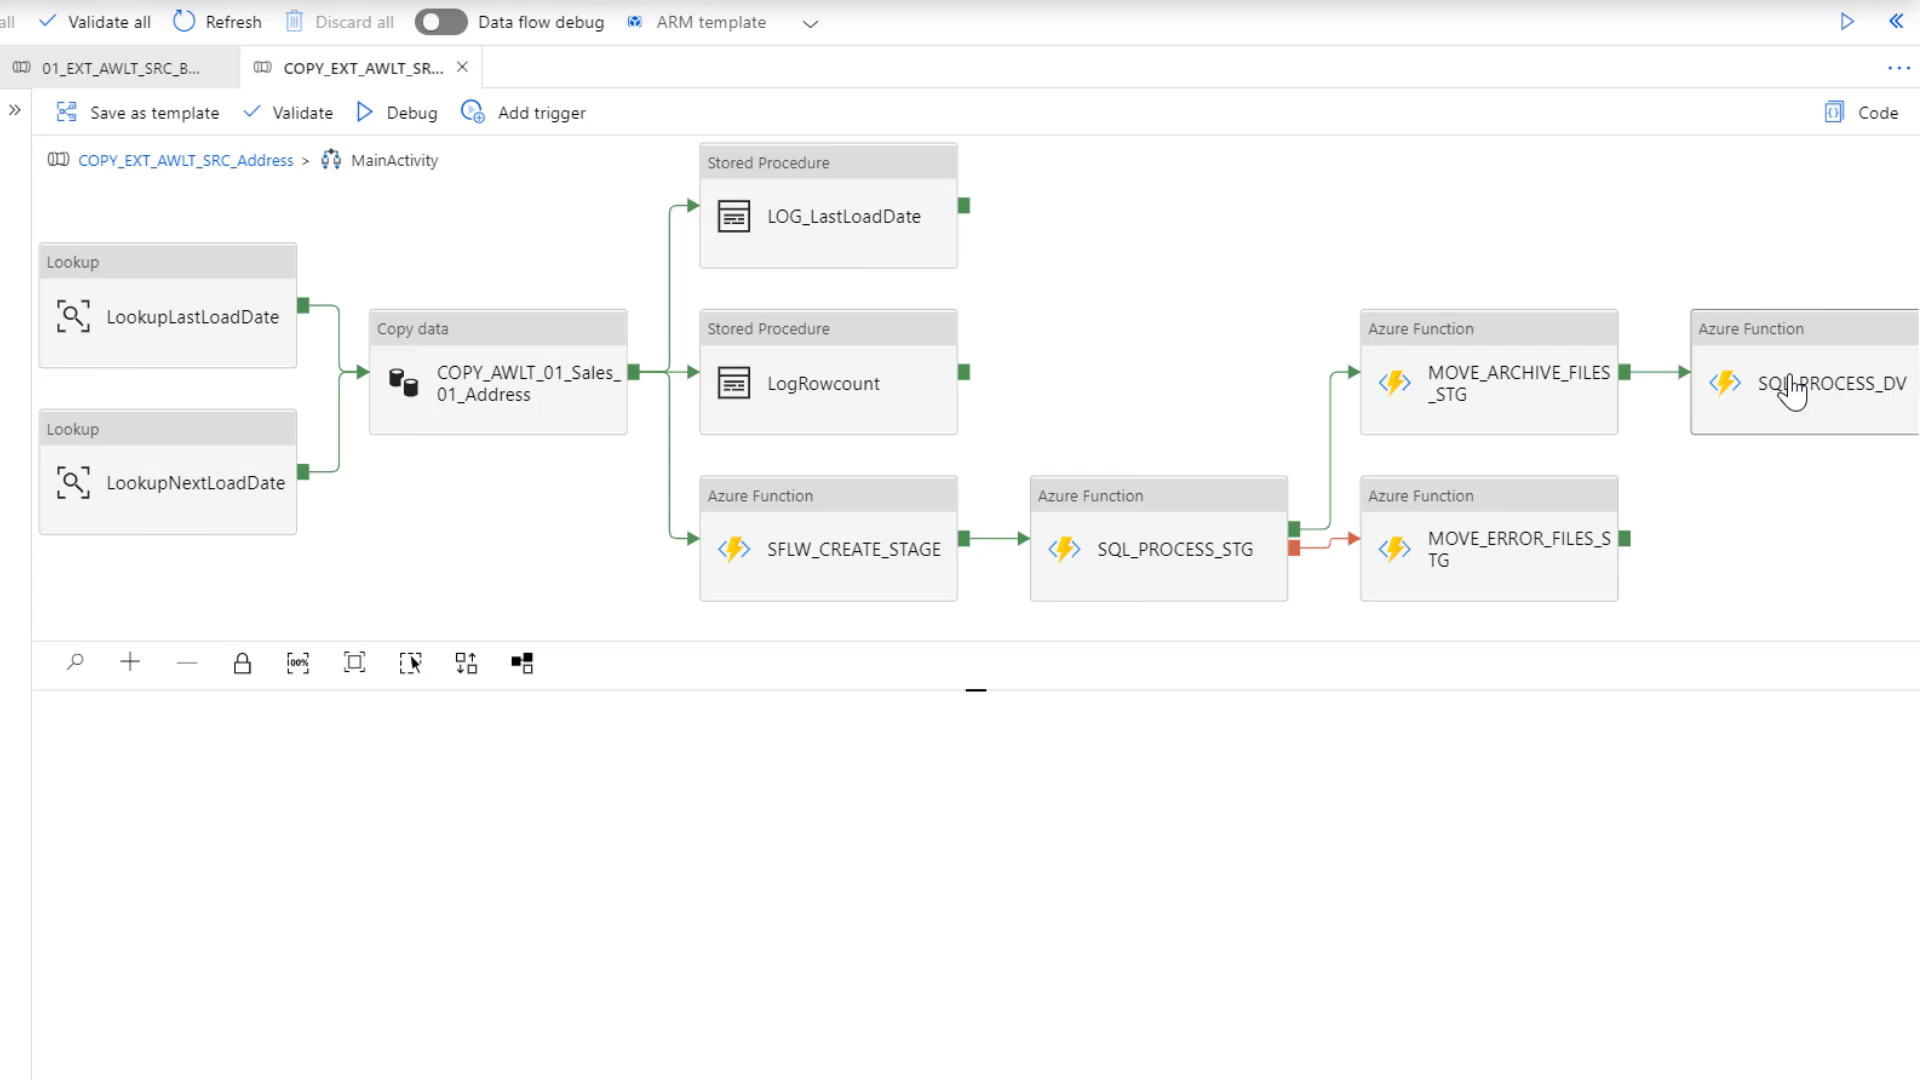 all
Validate all
Refresh
Discard all
Data flow debug
ARM template
01_EXT_AWLT_SRC_B...
COPY_EXT_AWLT_SR...
Save as template
Validate
Debug
Add trigger
Code
COPY_EXT_AWLT_SRC_Address > MainActivity
Stored Procedure
LOG_LastLoadDate
Lookup
LookupLastLoadDate
Copy data
COPY_AWLT_01_Sales_
01_Address
Stored Procedure
LogRowcount
Azure Function
MOVE_ARCHIVE_FILES
_STG
Azure Function
SQL_PROCESS_DV
Lookup
LookupNextLoadDate
Azure Function
SFLW_CREATE_STAGE
Azure Function
SQL_PROCESS_STG
Azure Function
MOVE_ERROR_FILES_S
TG
100%